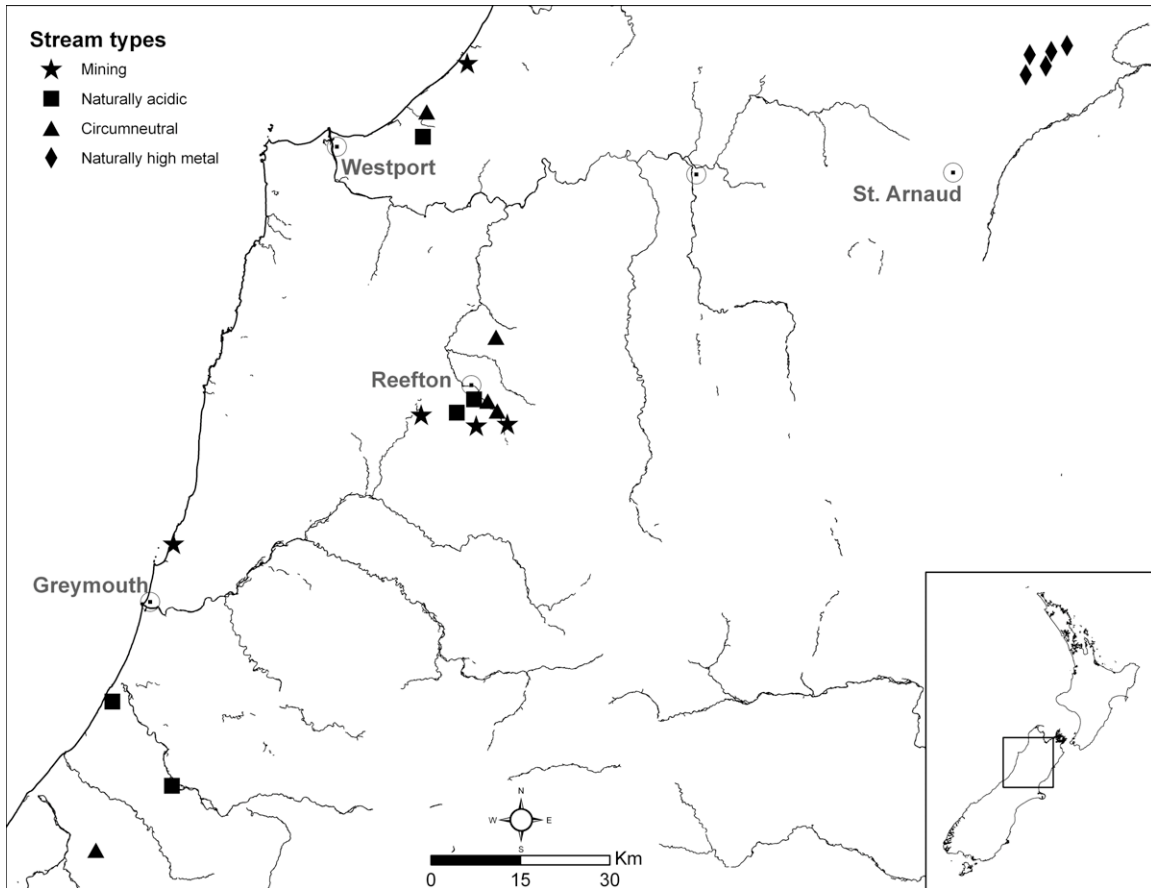 Stream types
Mining
Naturally acidic
Circumneutral
Naturally high metal
Westport
St. Arnaud
Reefton
Greymouth
N
W E
S
Km
0 15 30